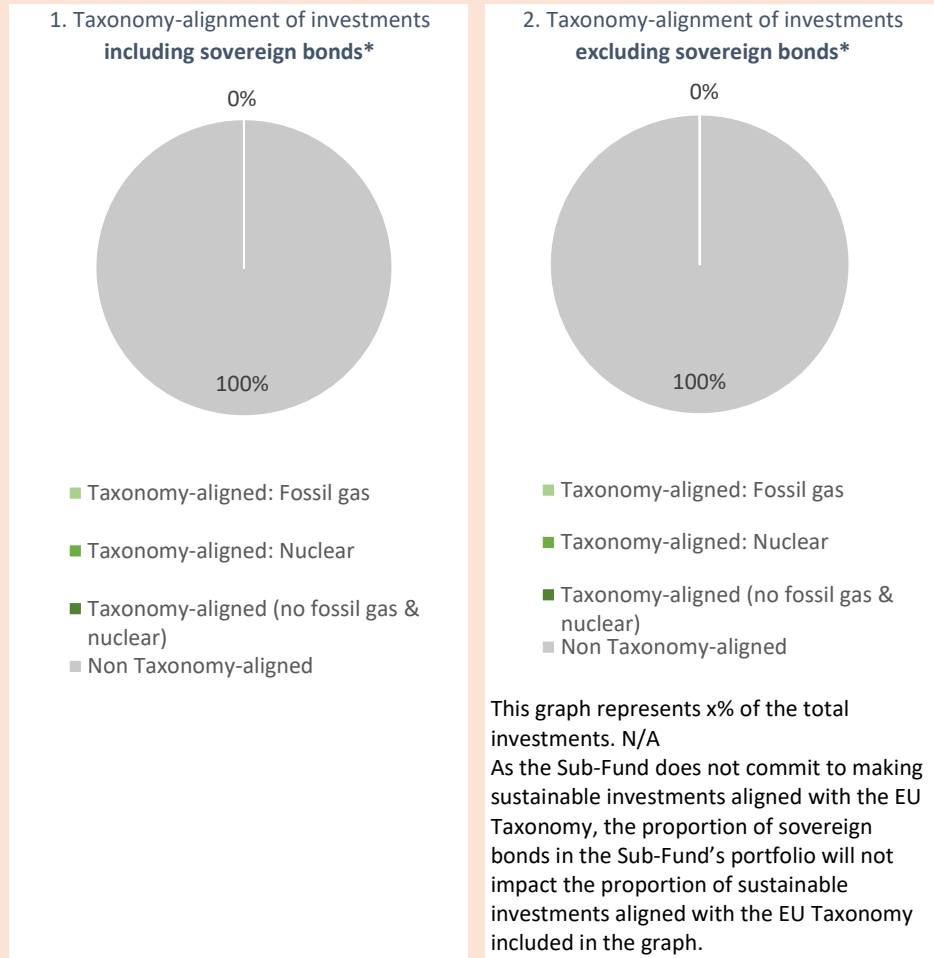 1. Taxonomy-alignment of investments
including sovereign bonds*
0%
100%
Taxonomy-aligned: Fossil gas
Taxonomy-aligned: Nuclear
Taxonomy-aligned (no fossil gas &
nuclear)
Non Taxonomy-aligned
2. Taxonomy-alignment of investments
excluding sovereign bonds*
0%
100%
Taxonomy-aligned: Fossil gas
Taxonomy-aligned: Nuclear
Taxonomy-aligned (no fossil gas &
nuclear)
Non Taxonomy-aligned
This graph represents x% of the total
investments. N/A
As the Sub-Fund does not commit to making
sustainable investments aligned with the EU
Taxonomy, the proportion of sovereign
bonds in the Sub-Fund's portfolio will not
impact the proportion of sustainable
investments aligned with the EU Taxonomy
included in the graph.